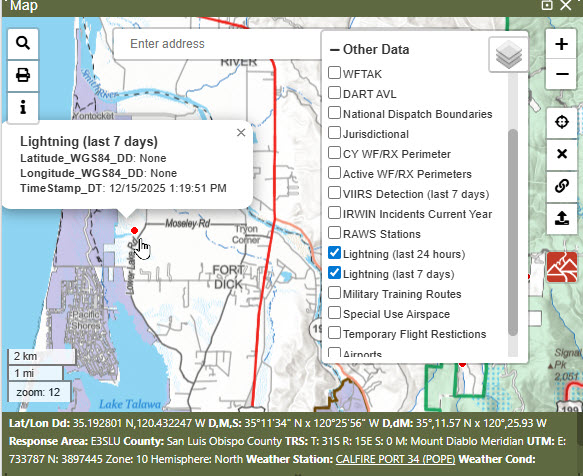 Map
Enter address
RIVER
Other Data
WFTAK
DART AVL
National Dispatch Boundaries
Jurisdictional
CY WF/RX Perimeter
Active WF/RX Perimeters
VIIRS Detection (last 7 days)
IRWIN Incidents Current Year
RAWS Stations
Lightning (last 24 hours)
Lightning (last 7 days)
Military Training Routes
Special Use Airspace
Temporary Flight Restictions
Airports
Smith River
Yontocket
Lightning (last 7 days)
Latitude_WGS84_DD: None
Longitude_WGS84_DD: None
TimeStamp_DT: 12/15/2025 1:19:51 PM
Moseley Rd
Tryon
Corner
Lower Lake Rd
FORT
DICK
Pacific
Shores
2 km
1 mi
zoom: 12
Lake Talawa
Signal
Pk
2,051
199
Lat/Lon Dd: 35.192801 N,120.432247 W D,M,S: 35°11'34" N x 120°25'56" W D,dM: 35°,11.57 N x 120°,25.93 W
Response Area: E3SLU County: San Luis Obispo County TRS: T: 31S R: 15E S: 0 M: Mount Diablo Meridian UTM: E:
733787 N: 3897445 Zone: 10 Hemisphere: North Weather Station: CALFIRE PORT 34 (POPE) Weather Cond: